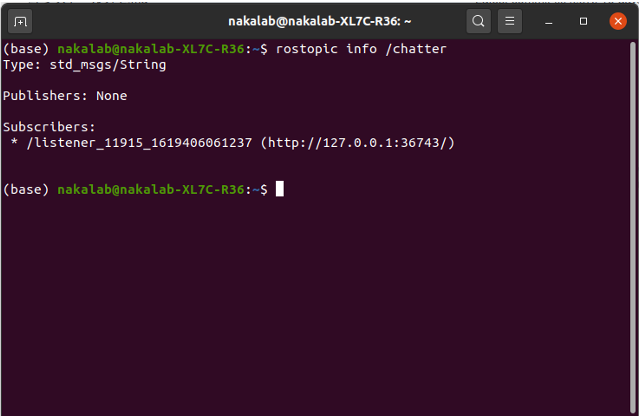 nakalab@nakalab-XL7C-R36: ~
(base) nakalab@nakalab-XL7C-R36:~$ rostopic info /chatter
Type: std_msgs/String
Publishers: None
Subscribers:
* /listener_11915_1619406061237 (http://127.0.0.1:36743/)
(base) nakalab@nakalab-XL7C-R36:~$